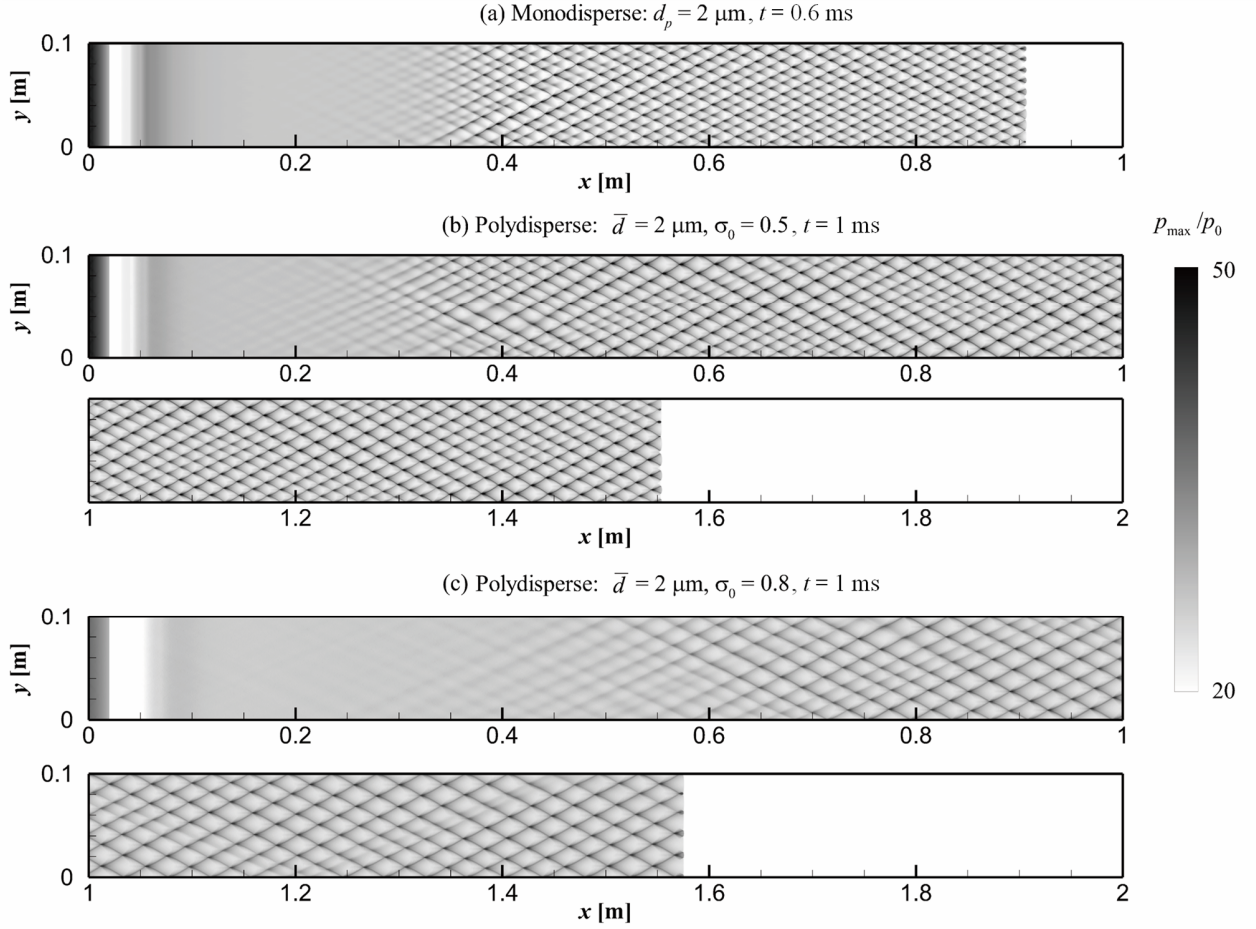 (a) Monodisperse: dₚ = 2 μm, t = 0.6 ms
0.1
y [m]
0
0 0.2 0.4 0.6 0.8 1
x [m]
(b) Polydisperse: d̅ = 2 μm, σ₀ = 0.5, t = 1 ms
pmax /p₀
50
20
0.1
y [m]
0
0 0.2 0.4 0.6 0.8 1
1 1.2 1.4 1.6 1.8 2
x [m]
(c) Polydisperse: d̅ = 2 μm, σ₀ = 0.8, t = 1 ms
0.1
y [m]
0
0 0.2 0.4 0.6 0.8 1
0.1
0
1 1.2 1.4 1.6 1.8 2
x [m]